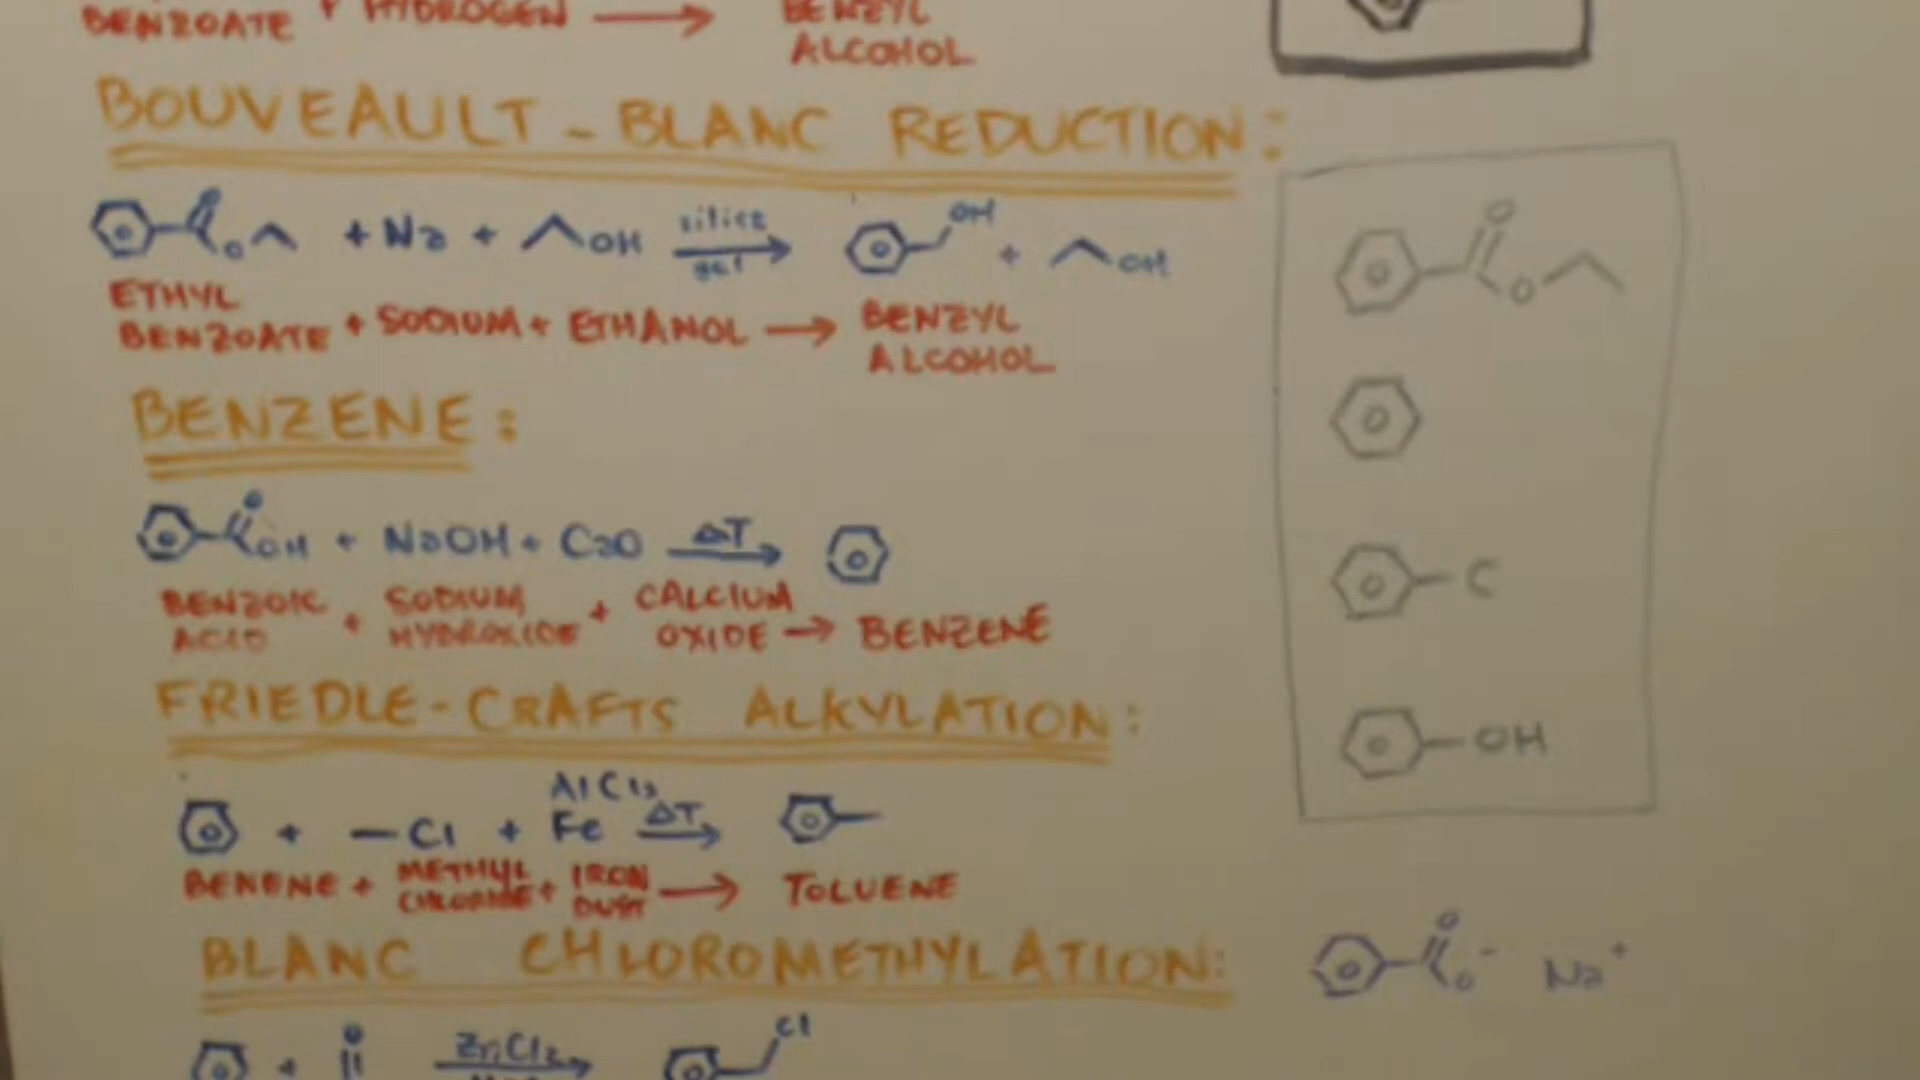 BENZOATE + HYDROGEN → BENZYL
ALCOHOL
BOUVEAULT - BLANC REDUCTION:
O
O + Na + OH silica gel → OH + OH
ETHYL
BENZOATE + SODIUM + ETHANOL → BENZYL
ALCOHOL
BENZENE:
O
OH + NaOH + CaO ΔT →
BENZOIC + SODIUM + CALCIUM
ACID HYDROXIDE OXIDE → BENZENE
FRIEDLE-CRAFTS ALKYLATION:
AlCl3
+ -Cl + Fe ΔT →
BENENE + METHYL CHLORIDE + IRON DUST → TOLUENE
BLANC CHLOROMETHYLATION:
Cl
+ O ZnCl2 →
O
O
C
OH
O
O- Na+